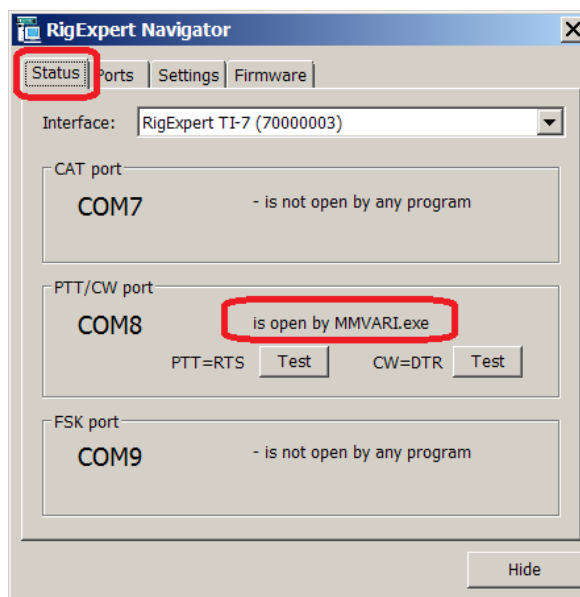 RigExpert Navigator
Status Ports Settings Firmware
Interface: RigExpert TI-7 (70000003)
CAT port
COM7 - is not open by any program
PTT/CW port
COM8 is open by MMVARI.exe
PTT=RTS Test CW=DTR Test
FSK port
COM9 - is not open by any program
Hide